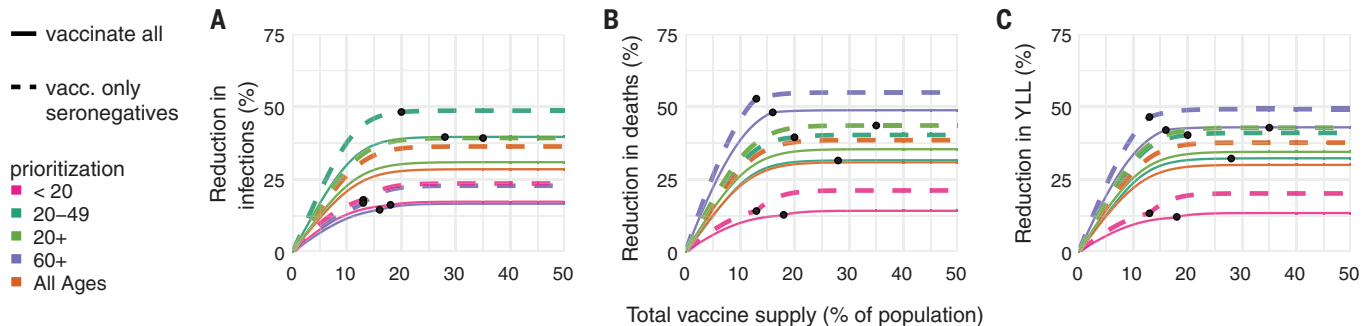 vaccinate all
vacc. only
seronegatives
prioritization
< 20
20–49
20+
60+
All Ages
A
Reduction in
infections (%)
75
50
25
0
0 10 20 30 40 50
B
Reduction in deaths (%)
75
50
25
0
0 10 20 30 40 50
C
Reduction in YLL (%)
75
50
25
0
0 10 20 30 40 50
Total vaccine supply (% of population)